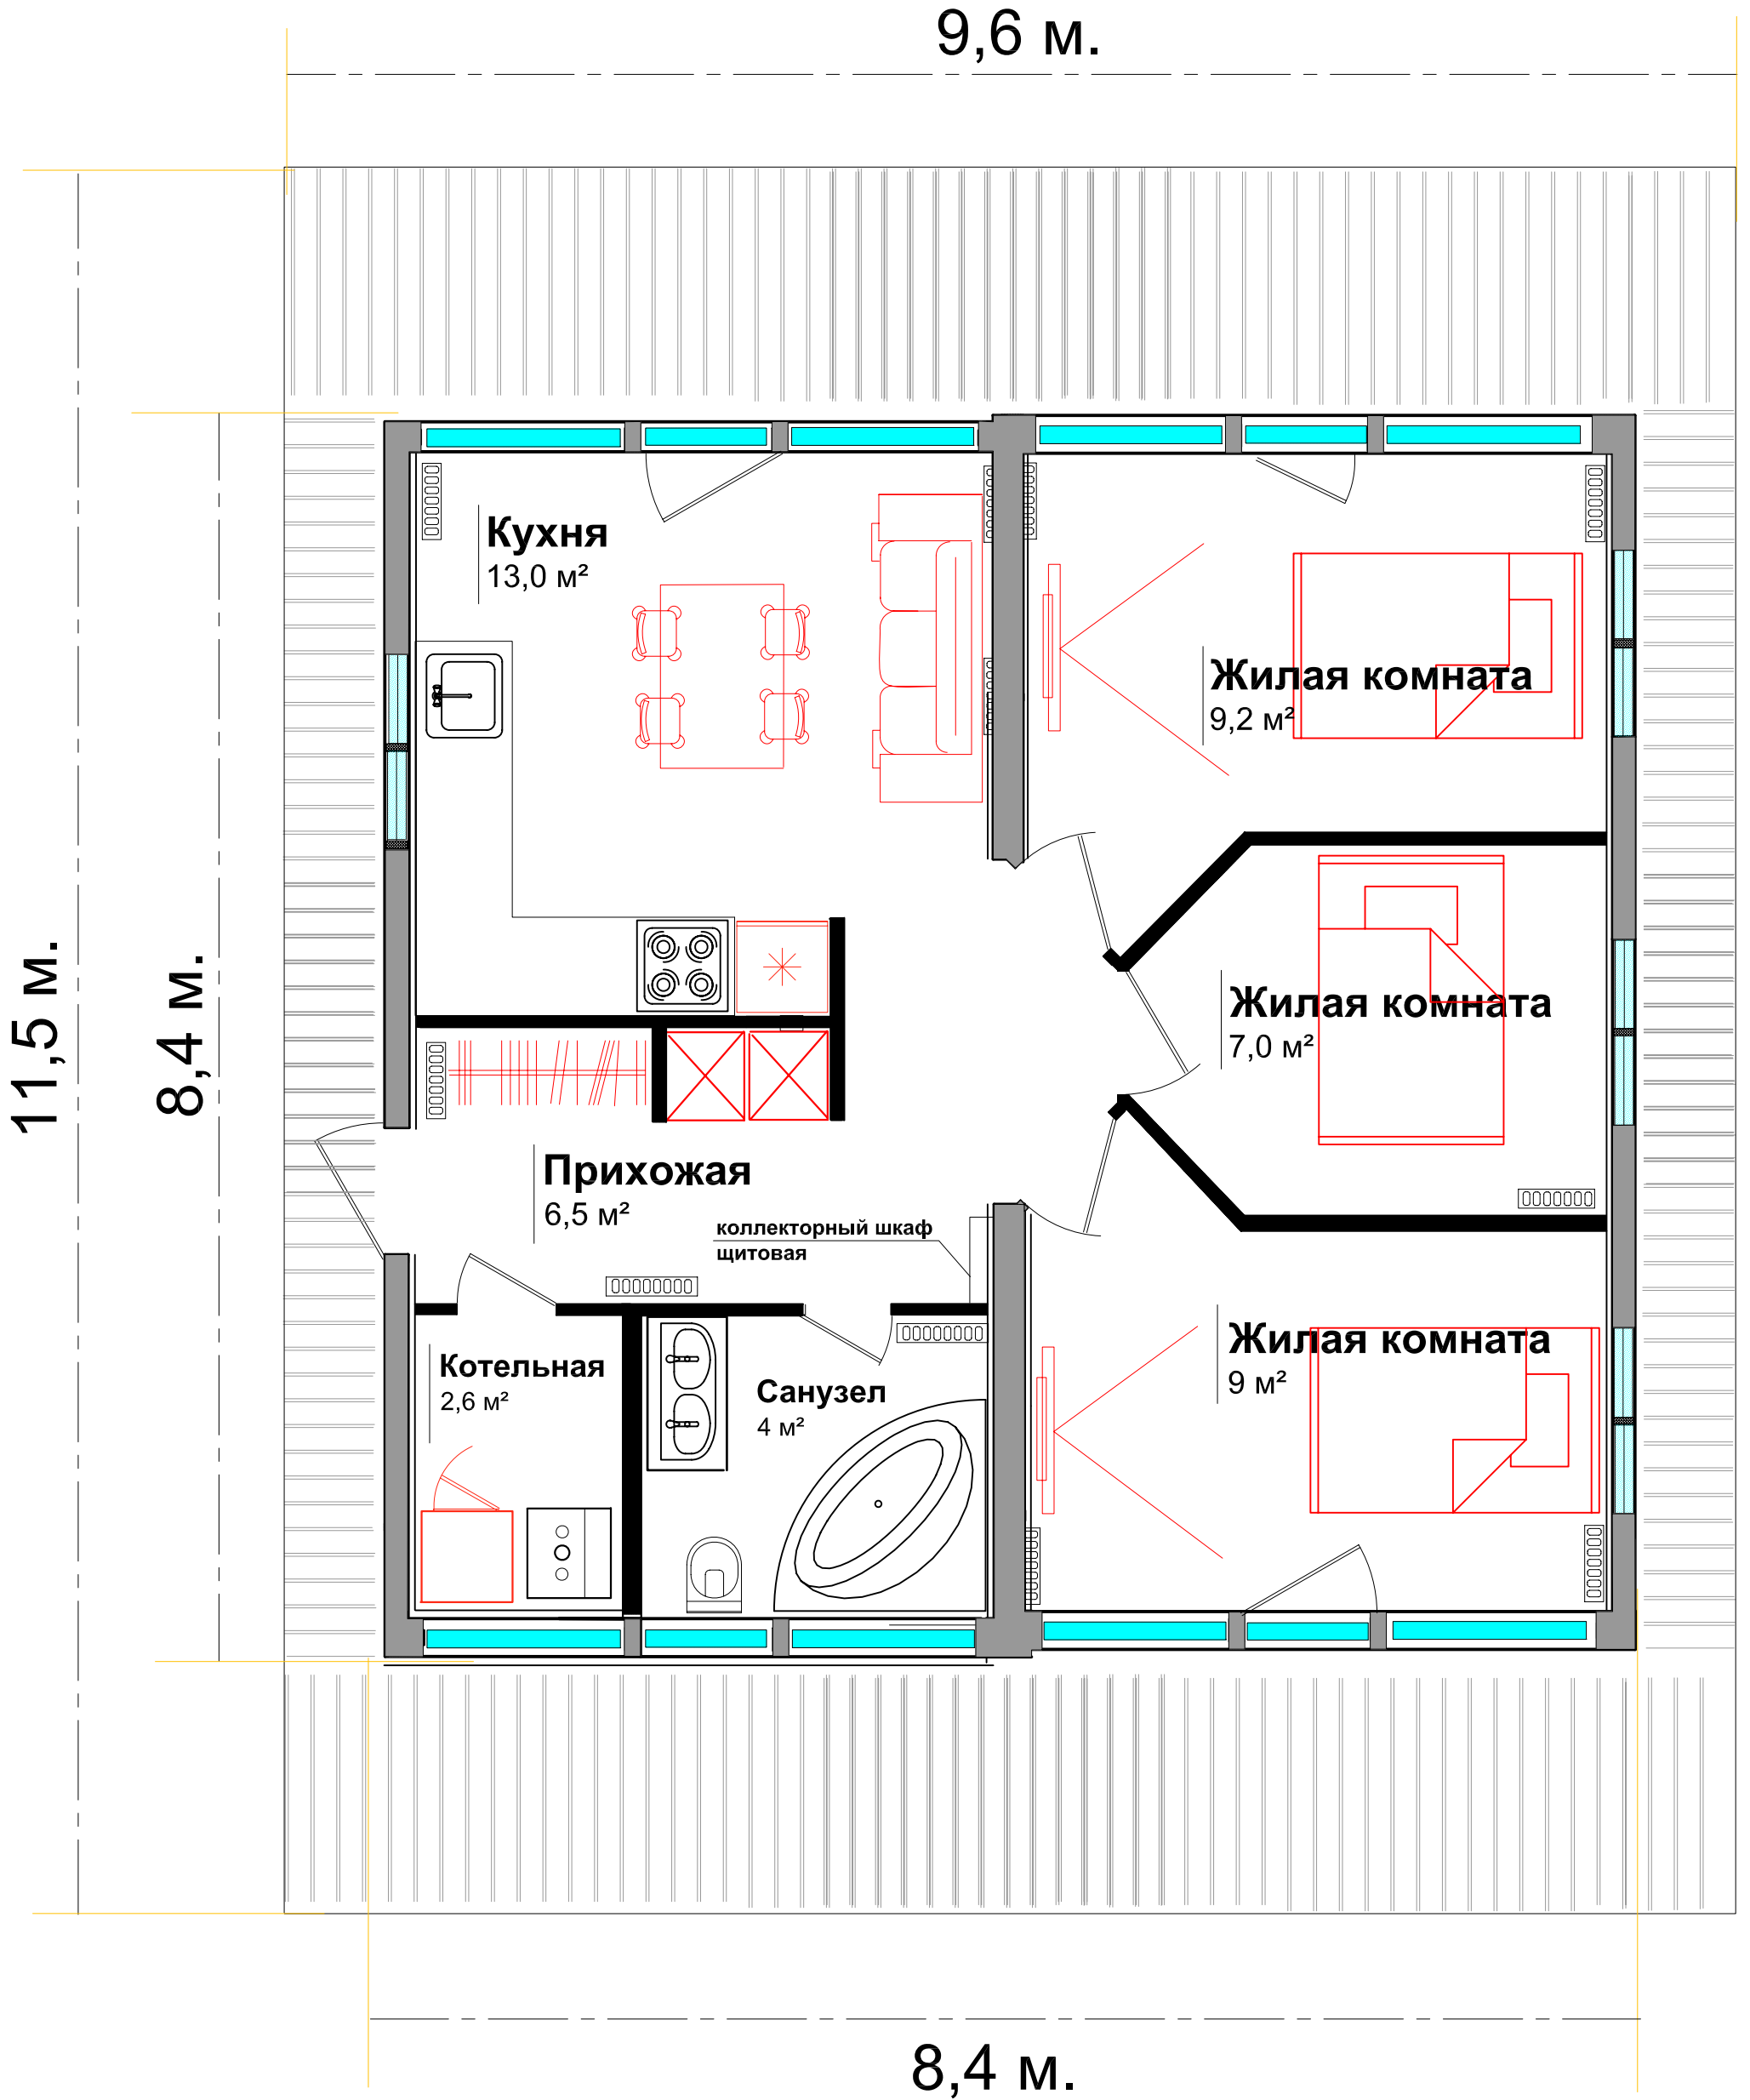 9,6 м.
11,5 м.
8,4 м.
Кухня
13,0 м²
Жилая комната
9,2 м²
Жилая комната
7,0 м²
Прихожая
6,5 м²
коллекторный шкаф
щитовая
Жилая комната
9 м²
Котельная
2,6 м²
Санузел
4 м²
8,4 м.